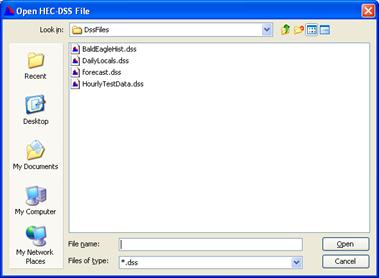 Open HEC-DSS File
Look in: DssFiles
BaldEagleHist.dss
DailyLocals.dss
forecast.dss
HourlyTestData.dss
Recent
Desktop
My Documents
My Computer
My Network
Places
File name:
Open
Files of type: *.dss
Cancel